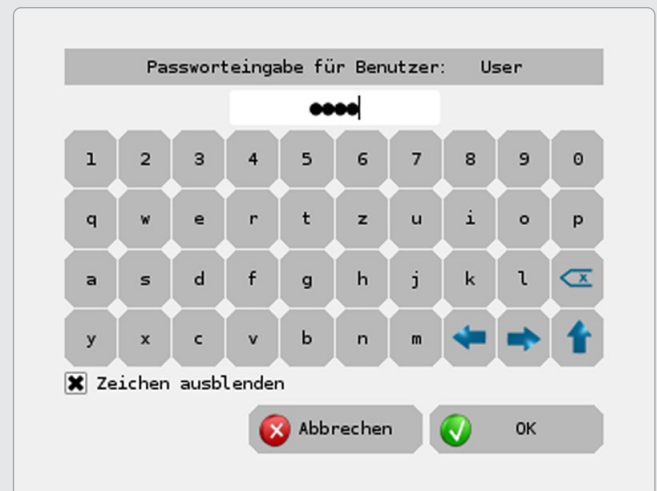 Passworteingabe für Benutzer: User
●●●●
1 2 3 4 5 6 7 8 9 0
q w e r t z u i o p
a s d f g h j k l x
y x c v b n m
Zeichen ausblenden
Abbrechen OK